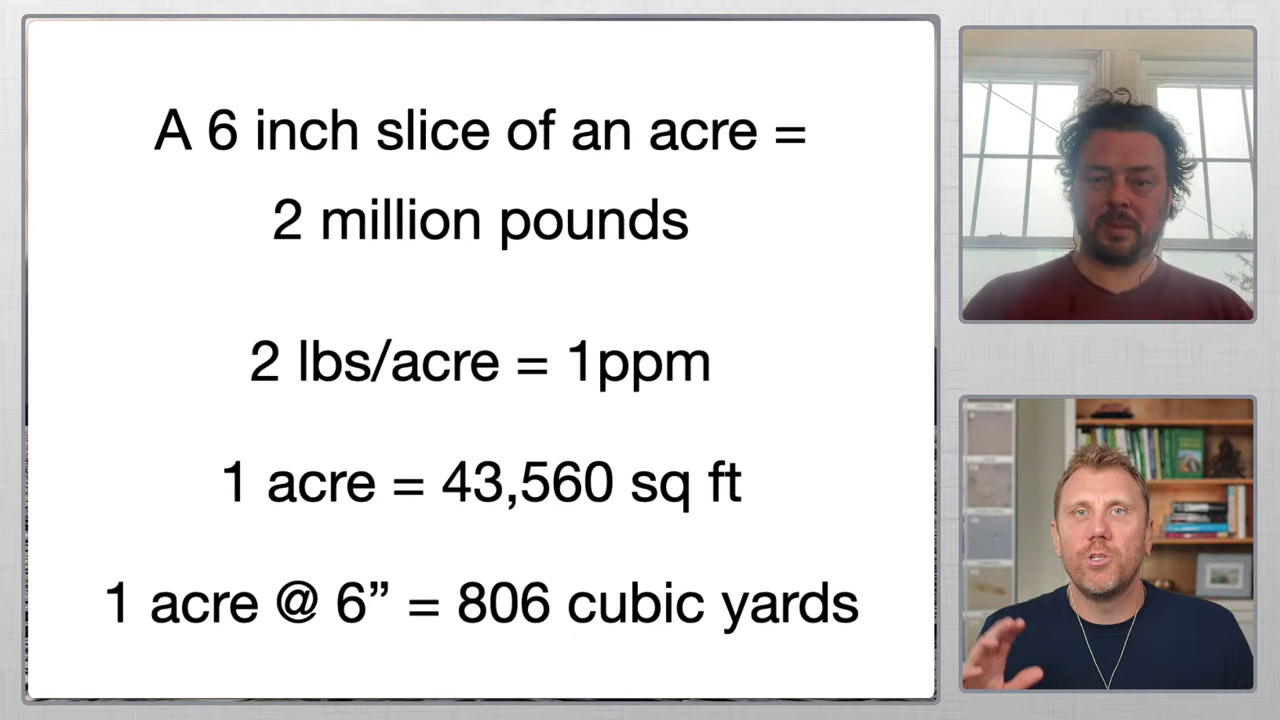 A 6 inch slice of an acre =
2 million pounds
2 lbs/acre = 1ppm
1 acre = 43,560 sq ft
1 acre @ 6” = 806 cubic yards